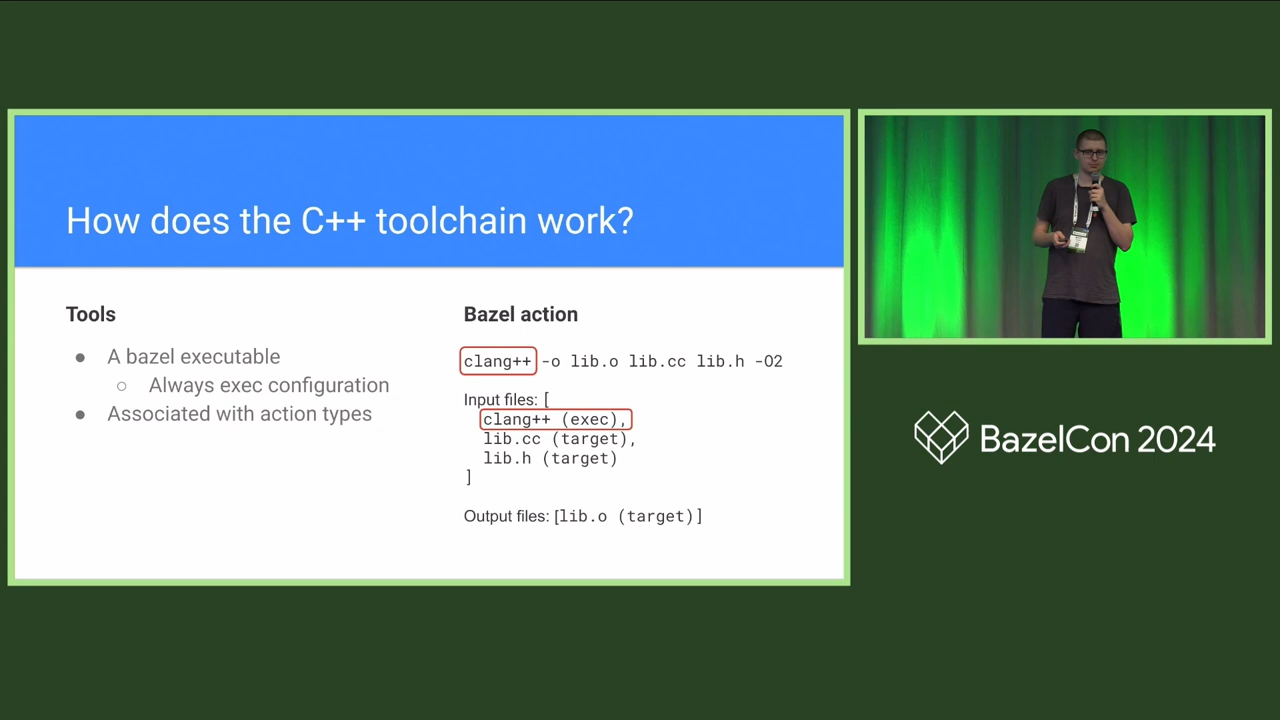 How does the C++ toolchain work?
Tools
● A bazel executable
○ Always exec configuration
● Associated with action types
Bazel action
clang++ -o lib.o lib.cc lib.h -O2
Input files: [
clang++ (exec),
lib.cc (target),
lib.h (target)
]
Output files: [lib.o (target)]
BazelCon 2024